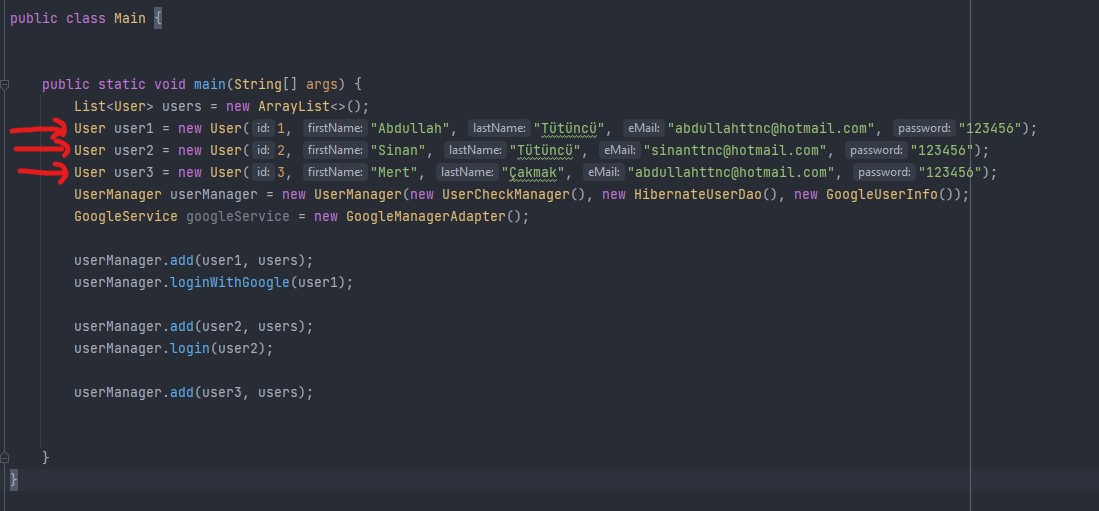 public class Main {
public static void main(String[] args) {
List<User> users = new ArrayList<>();
User user1 = new User( id: 1, firstName: "Abdullah", lastName: "Tütüncü", eMail: "abdullahttnc@hotmail.com", password: "123456");
User user2 = new User( id: 2, firstName: "Sinan", lastName: "Tütüncü", eMail: "sinanttnc@hotmail.com", password: "123456");
User user3 = new User( id: 3, firstName: "Mert", lastName: "Çakmak", eMail: "abdullahttnc@hotmail.com", password: "123456");
UserManager userManager = new UserManager(new UserCheckManager(), new HibernateUserDao(), new GoogleUserInfo());
GoogleService googleService = new GoogleManagerAdapter();
userManager.add(user1, users);
userManager.loginWithGoogle(user1);
userManager.add(user2, users);
userManager.login(user2);
userManager.add(user3, users);
}
}